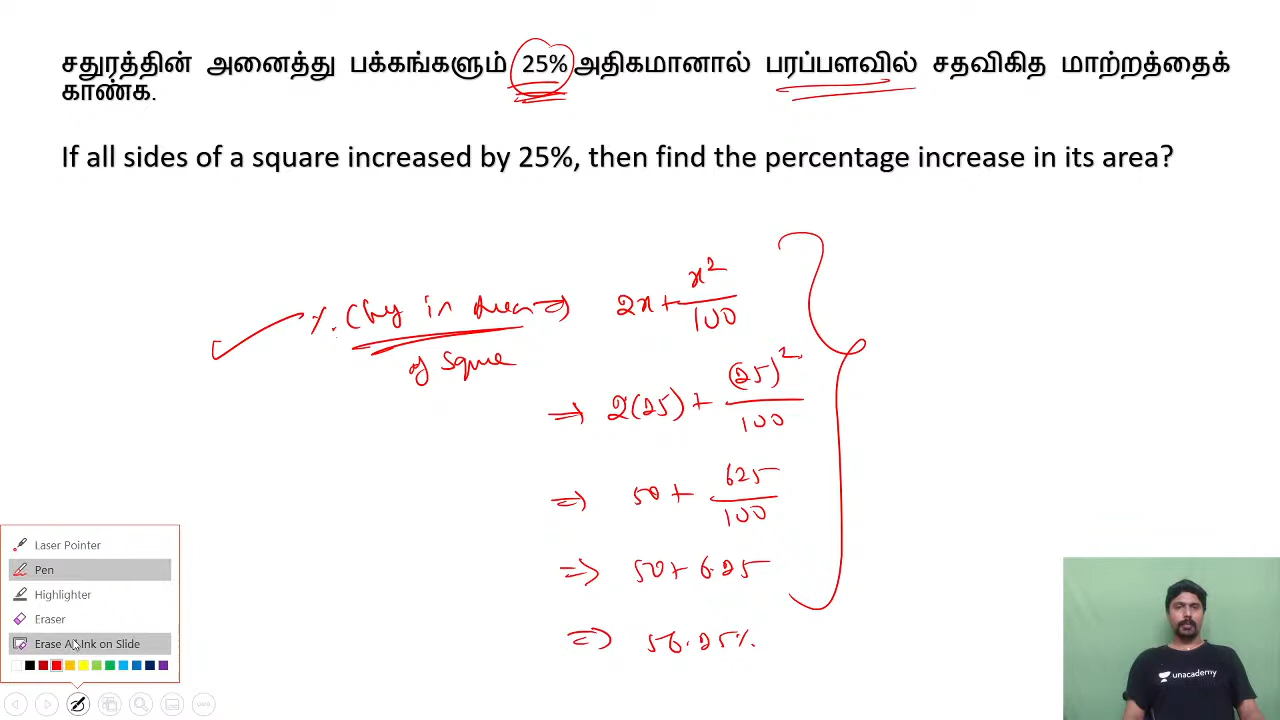 சதுரத்தின் அனைத்து பக்கங்களும் 25% அதிகமானால் பரப்பளவில் சதவிகித மாற்றத்தைக்
காண்க.
If all sides of a square increased by 25%, then find the percentage increase in its area?
%. Chg in Area ⇒ 2x + x²/100
of Square
⇒ 2(25) + (25)²/100
⇒ 50 + 625/100
⇒ 50 + 6.25
⇒ 56.25%
Laser Pointer
Pen
Highlighter
Eraser
Erase All Ink on Slide
unacademy